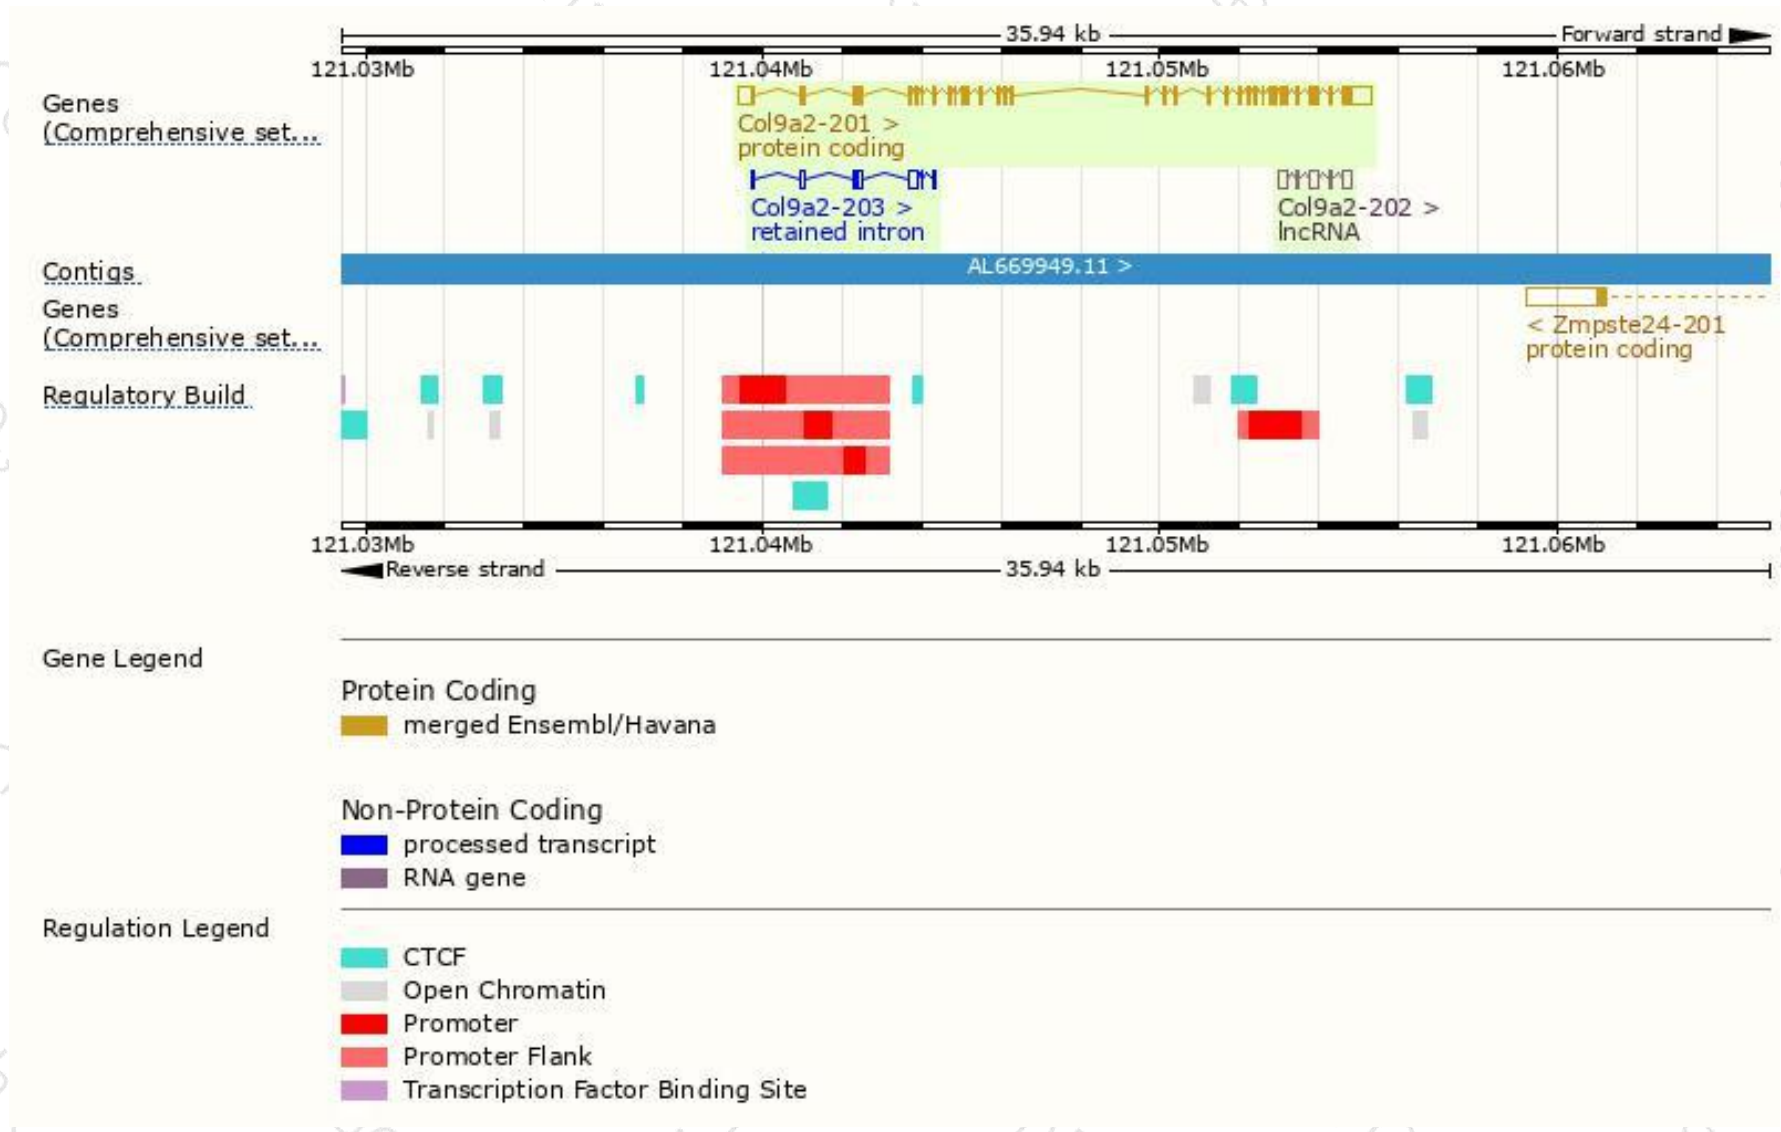 35.94 kb Forward strand
121.03Mb 121.04Mb 121.05Mb 121.06Mb
Genes
(Comprehensive set...
Col9a2-201 >
protein coding
Col9a2-203 >
retained intron
Col9a2-202 >
lncRNA
Contigs
AL669949.11 >
Genes
(Comprehensive set...
< Zmpste24-201
protein coding
Regulatory Build
121.03Mb 121.04Mb 121.05Mb 121.06Mb
Reverse strand 35.94 kb
Gene Legend
Protein Coding
merged Ensembl/Havana
Non-Protein Coding
processed transcript
RNA gene
Regulation Legend
CTCF
Open Chromatin
Promoter
Promoter Flank
Transcription Factor Binding Site